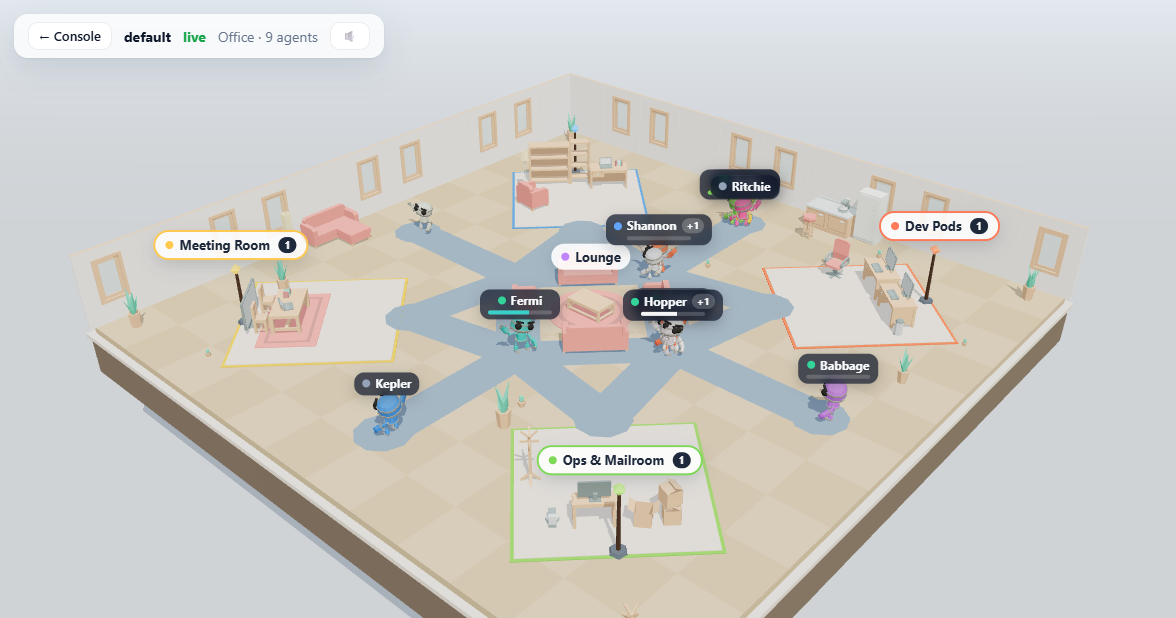 ← Console default live Office · 9 agents
Ritchie
Shannon +1
Dev Pods 1
Meeting Room 1
Lounge
Fermi
Hopper +1
Babbage
Kepler
Ops & Mailroom 1